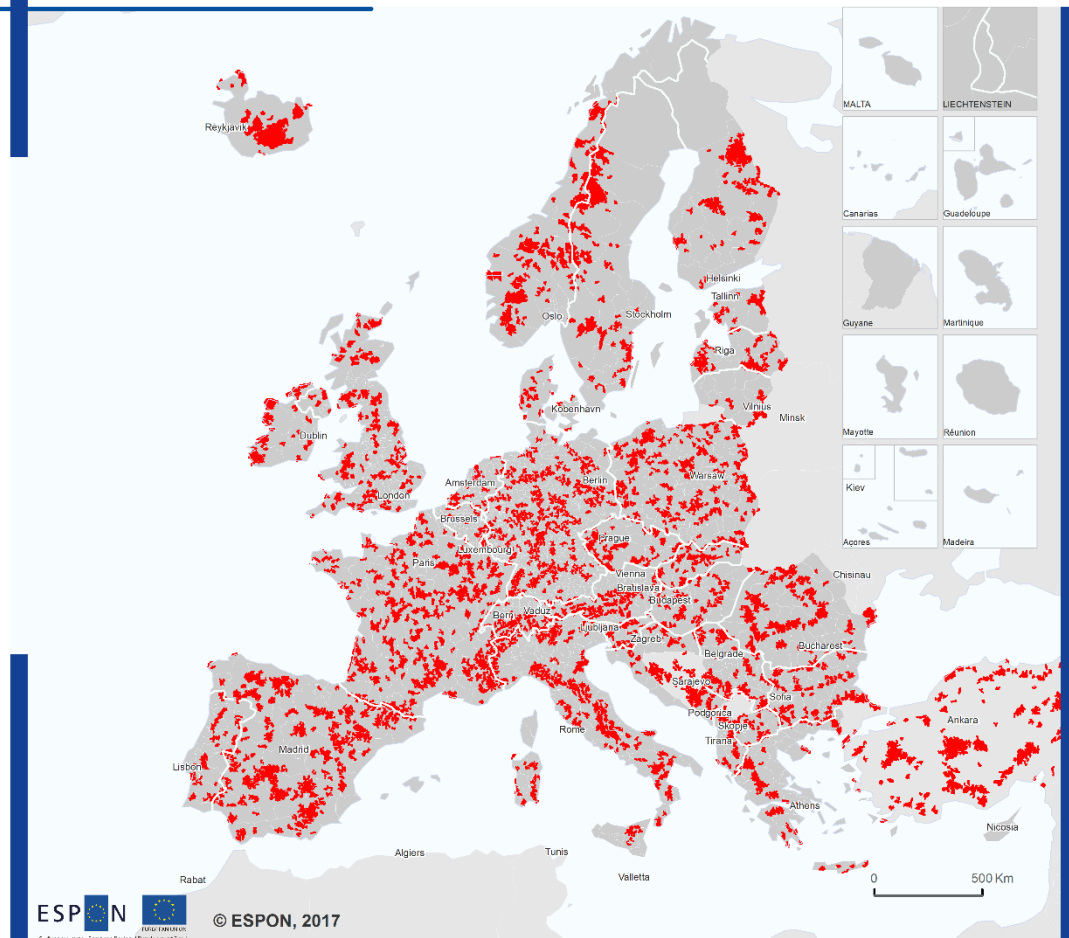 MALTA
LIECHTENSTEIN
Reykjavik
Canarias
Guadeloupe
Helsinki
Tallinn
Oslo
Stockholm
Guyane
Martinique
Riga
København
Vilnius
Minsk
Dublin
Mayotte
Réunion
London
Amsterdam
Berlin
Warsaw
Brussels
Kiev
Luxembourg
Prague
Açores
Madeira
Paris
Vienna
Chisinau
Bratislava
Budapest
Bern
Vaduz
Ljubljana
Zagreb
Bucharest
Belgrade
Sarajevo
Sofia
Podgorica
Ankara
Rome
Skopje
Tirana
Madrid
Lisbon
Athens
Nicosia
Algiers
Tunis
Valletta
Rabat
0
500 Km
ESPON
EUROPEAN UNION
© ESPON, 2017